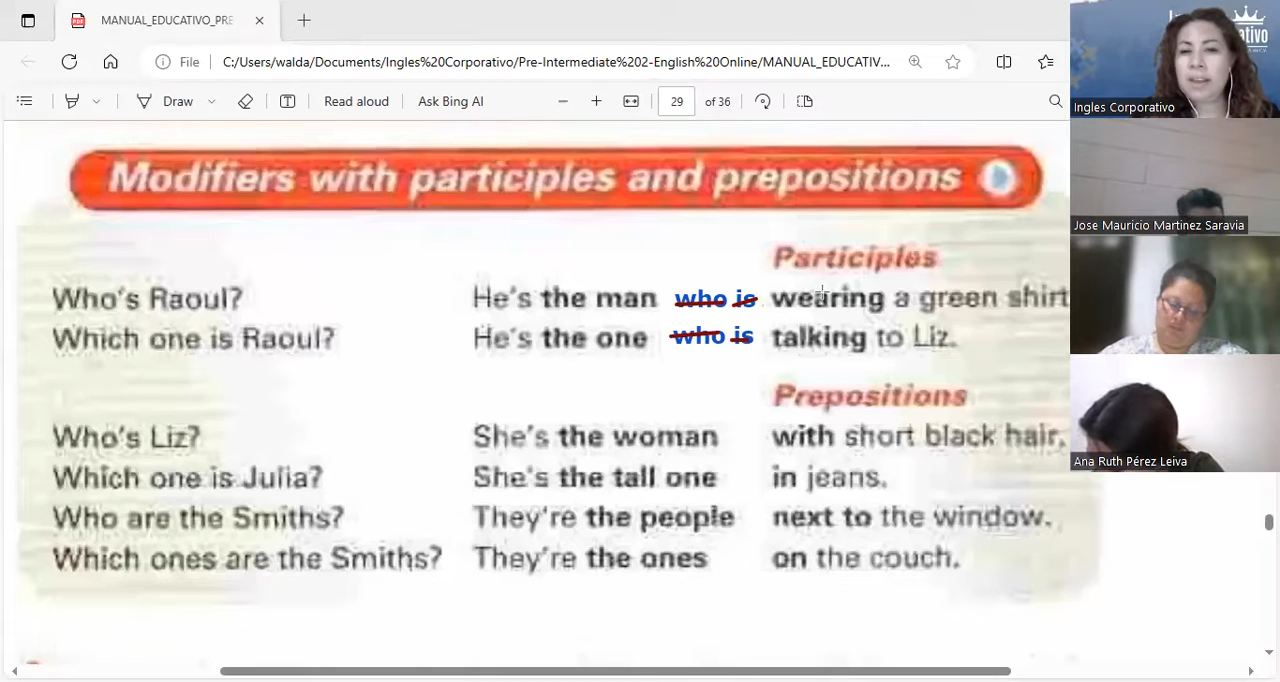 MANUAL_EDUCATIVO_PRE
File C:/Users/walda/Documents/Ingles%20Corporativo/Pre-Intermediate%202-English%20Online/MANUAL_EDUCATIV...
Draw Read aloud Ask Bing AI 29 of 36
Ingles Corporativo
Jose Mauricio Martinez Saravia
Ana Ruth Pérez Leiva
Modifiers with participles and prepositions
Participles
Who's Raoul? He's the man who is wearing a green shirt
Which one is Raoul? He's the one who is talking to Liz.
Prepositions
Who's Liz? She's the woman with short black hair.
Which one is Julia? She's the tall one in jeans.
Who are the Smiths? They're the people next to the window.
Which ones are the Smiths? They're the ones on the couch.